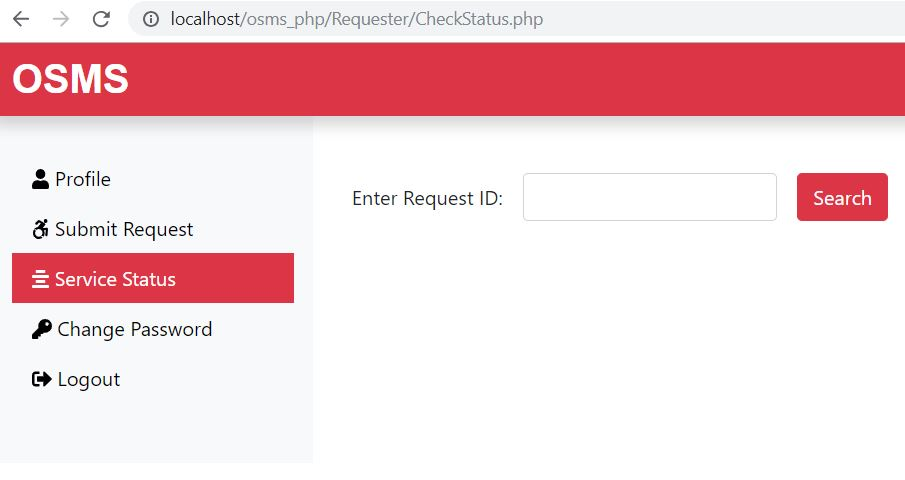 localhost/osms_php/Requester/CheckStatus.php
OSMS
Profile
Submit Request
Service Status
Change Password
Logout
Enter Request ID:
Search